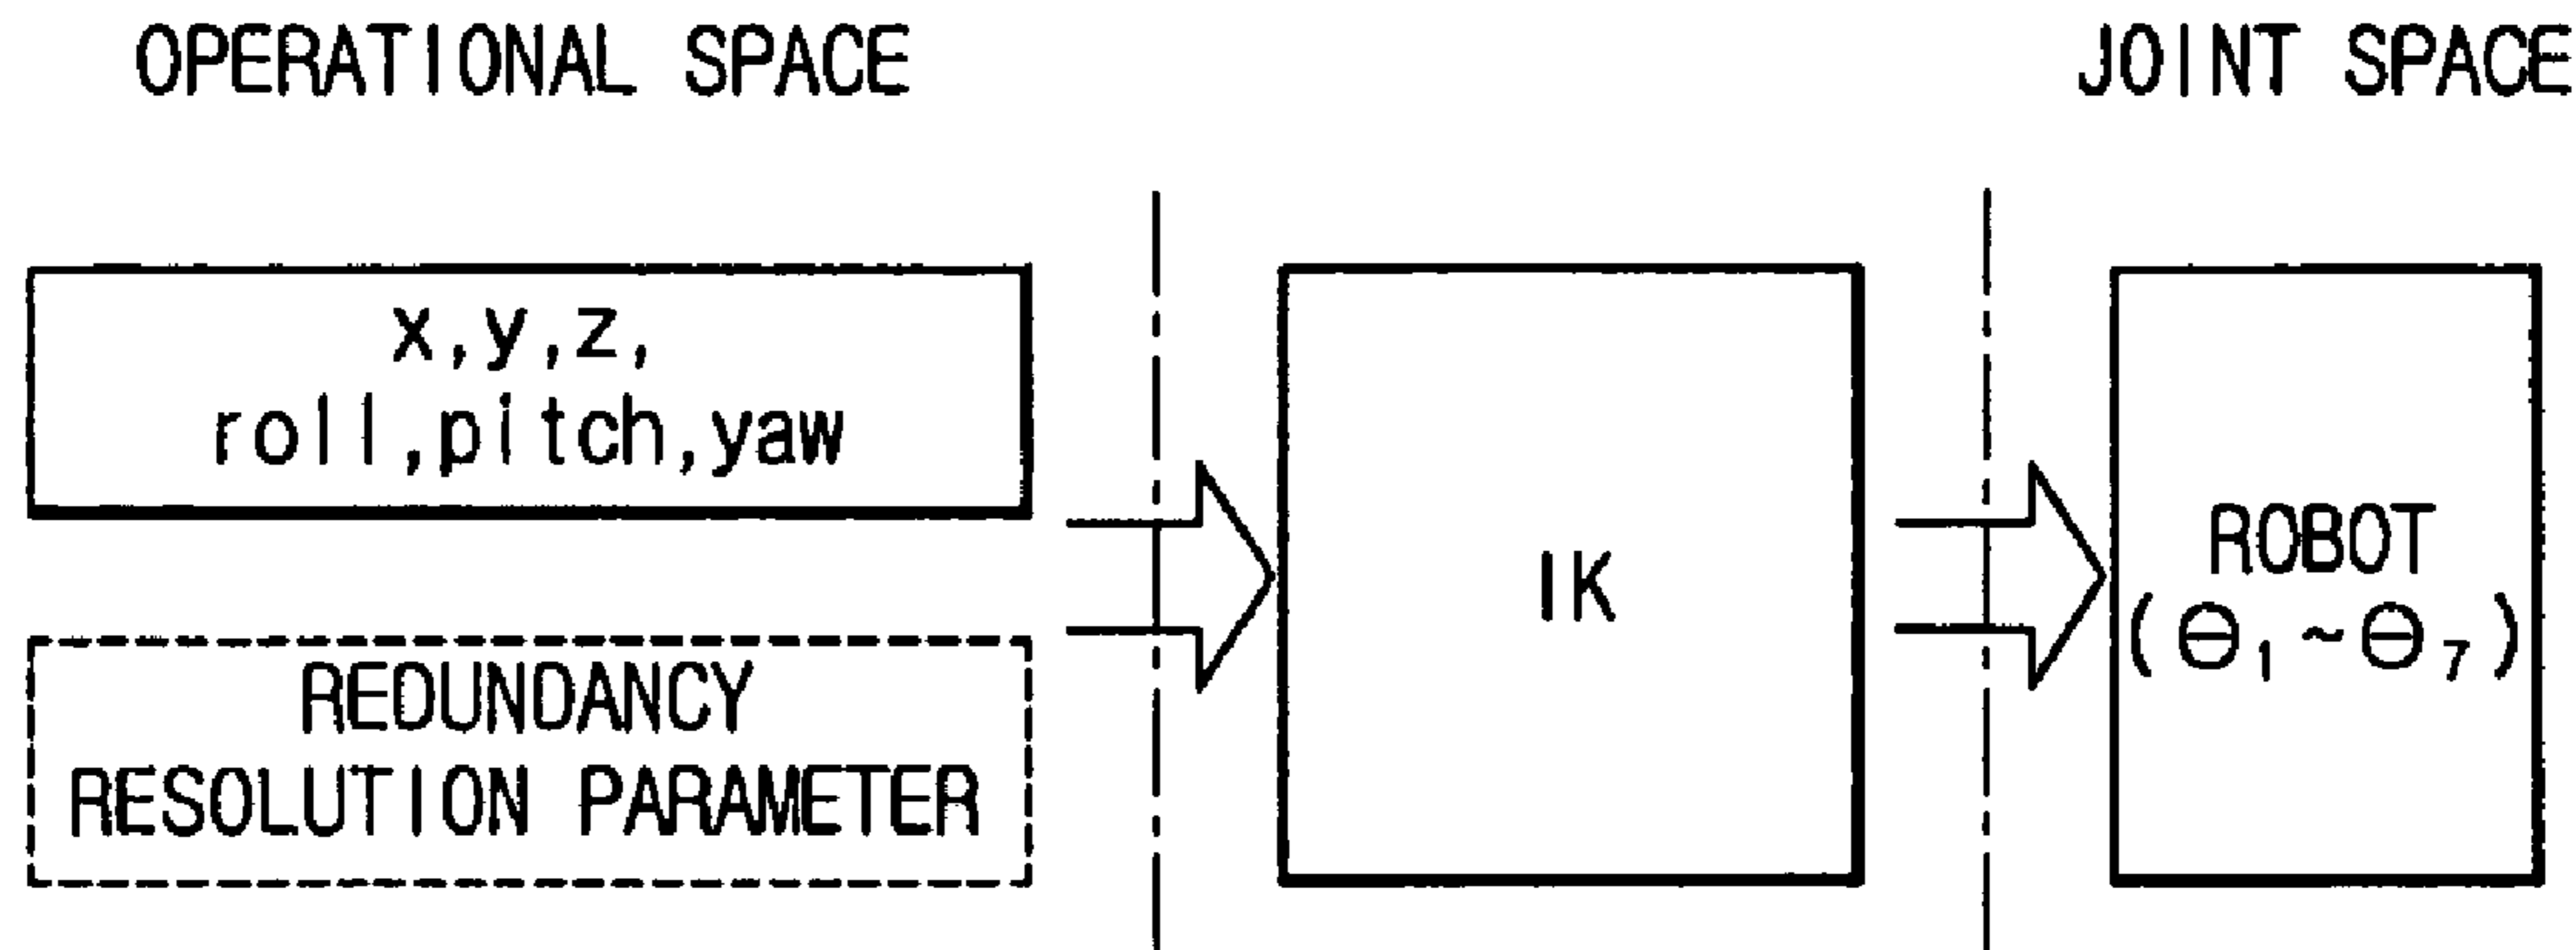 OPERATIONAL SPACE
JOINT SPACE
x,y,z,
roll,pitch,yaw
REDUNDANCY
RESOLUTION PARAMETER
IK
ROBOT
(Θ₁~Θ₇)